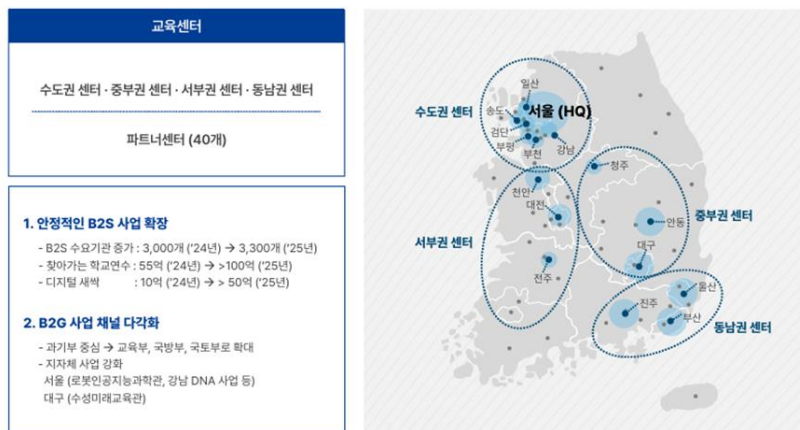 교육센터
수도권 센터 · 중부권 센터 · 서부권 센터 · 동남권 센터
파트너센터 (40개)
1. 안정적인 B2S 사업 확장
- B2S 수요기관 증가 : 3,000개 ('24년) → 3,300개 ('25년)
- 찾아가는 학교연수 : 55억 ('24년) → >100억 ('25년)
- 디지털 새싹 : 10억 ('24년) → > 50억 ('25년)
2. B2G 사업 채널 다각화
- 과기부 중심 → 교육부, 국방부, 국토부로 확대
- 지자체 사업 강화
서울 (로봇인공지능과학관, 강남 DNA 사업 등)
대구 (수성미래교육관)
일산
수도권 센터
송도
서울 (HQ)
검단
부평
부천
강남
청주
천안
대전
중부권 센터
안동
서부권 센터
대구
전주
울산
진주
부산
동남권 센터